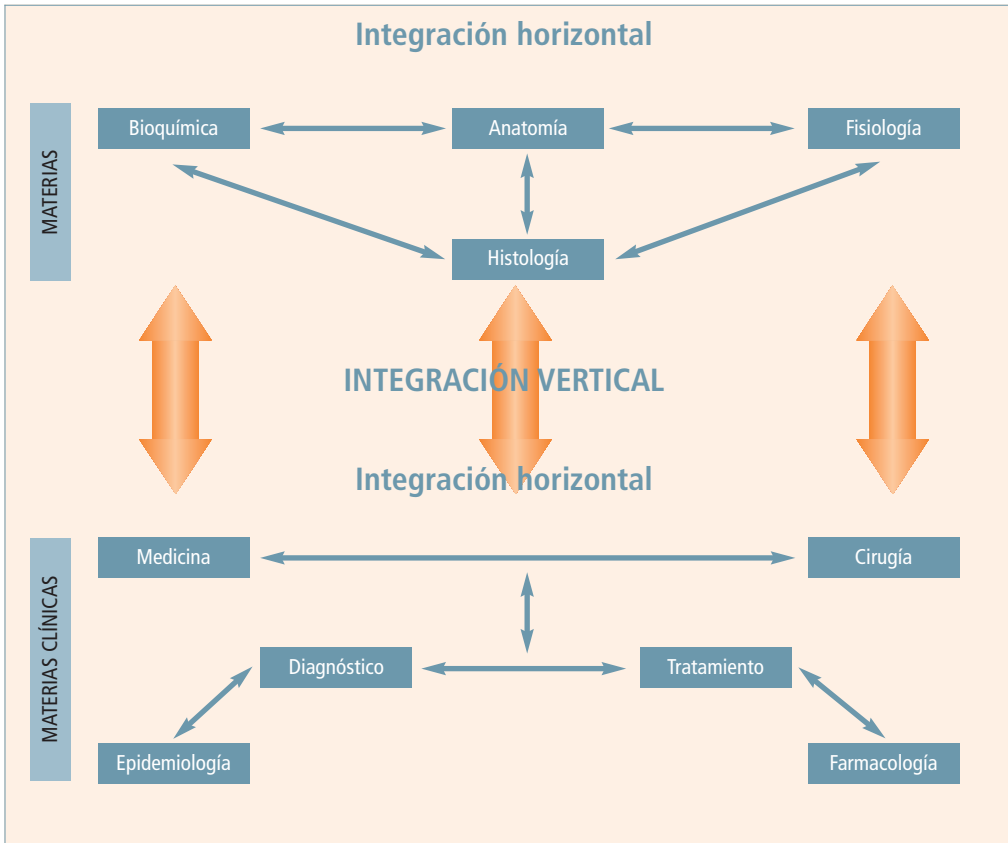 Integración horizontal
MATERIAS
Bioquímica
Anatomía
Fisiología
Histología
INTEGRACIÓN VERTICAL
Integración horizontal
MATERIAS CLÍNICAS
Medicina
Cirugía
Diagnóstico
Tratamiento
Epidemiología
Farmacología